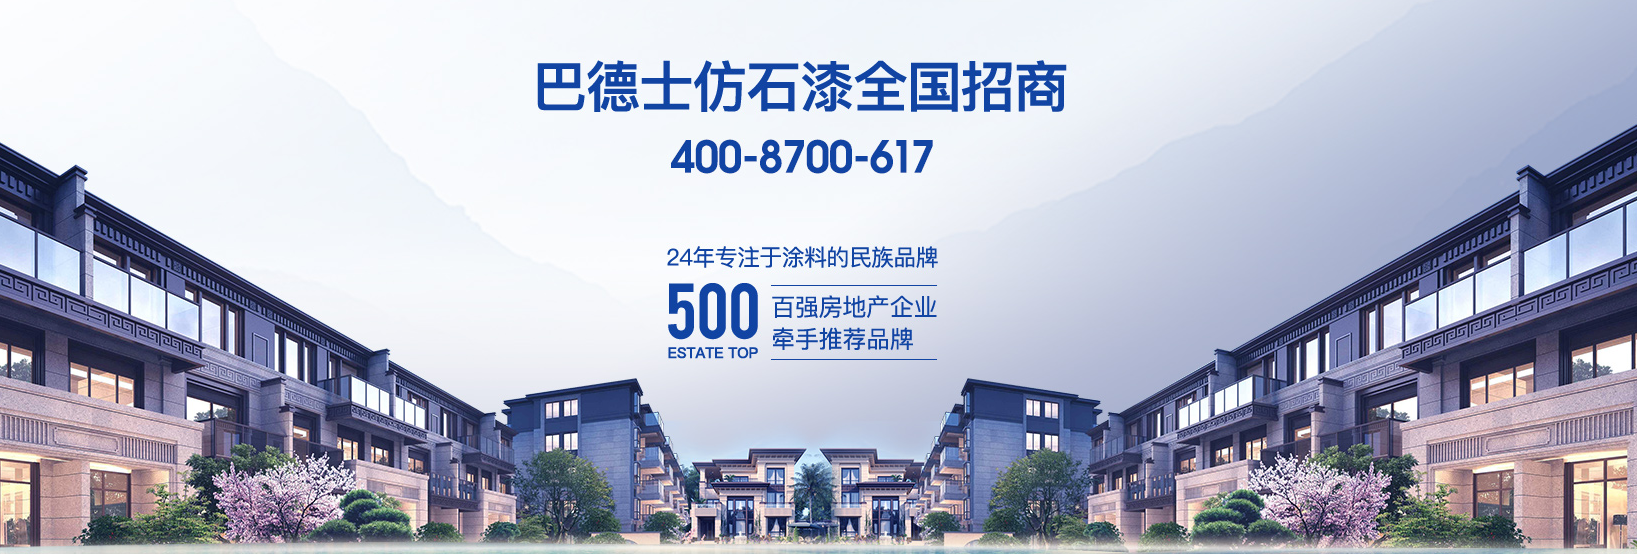 巴德士仿石漆全国招商
400-8700-617
24年专注于涂料的民族品牌
500
ESTATE TOP
百强房地产企业
牵手推荐品牌